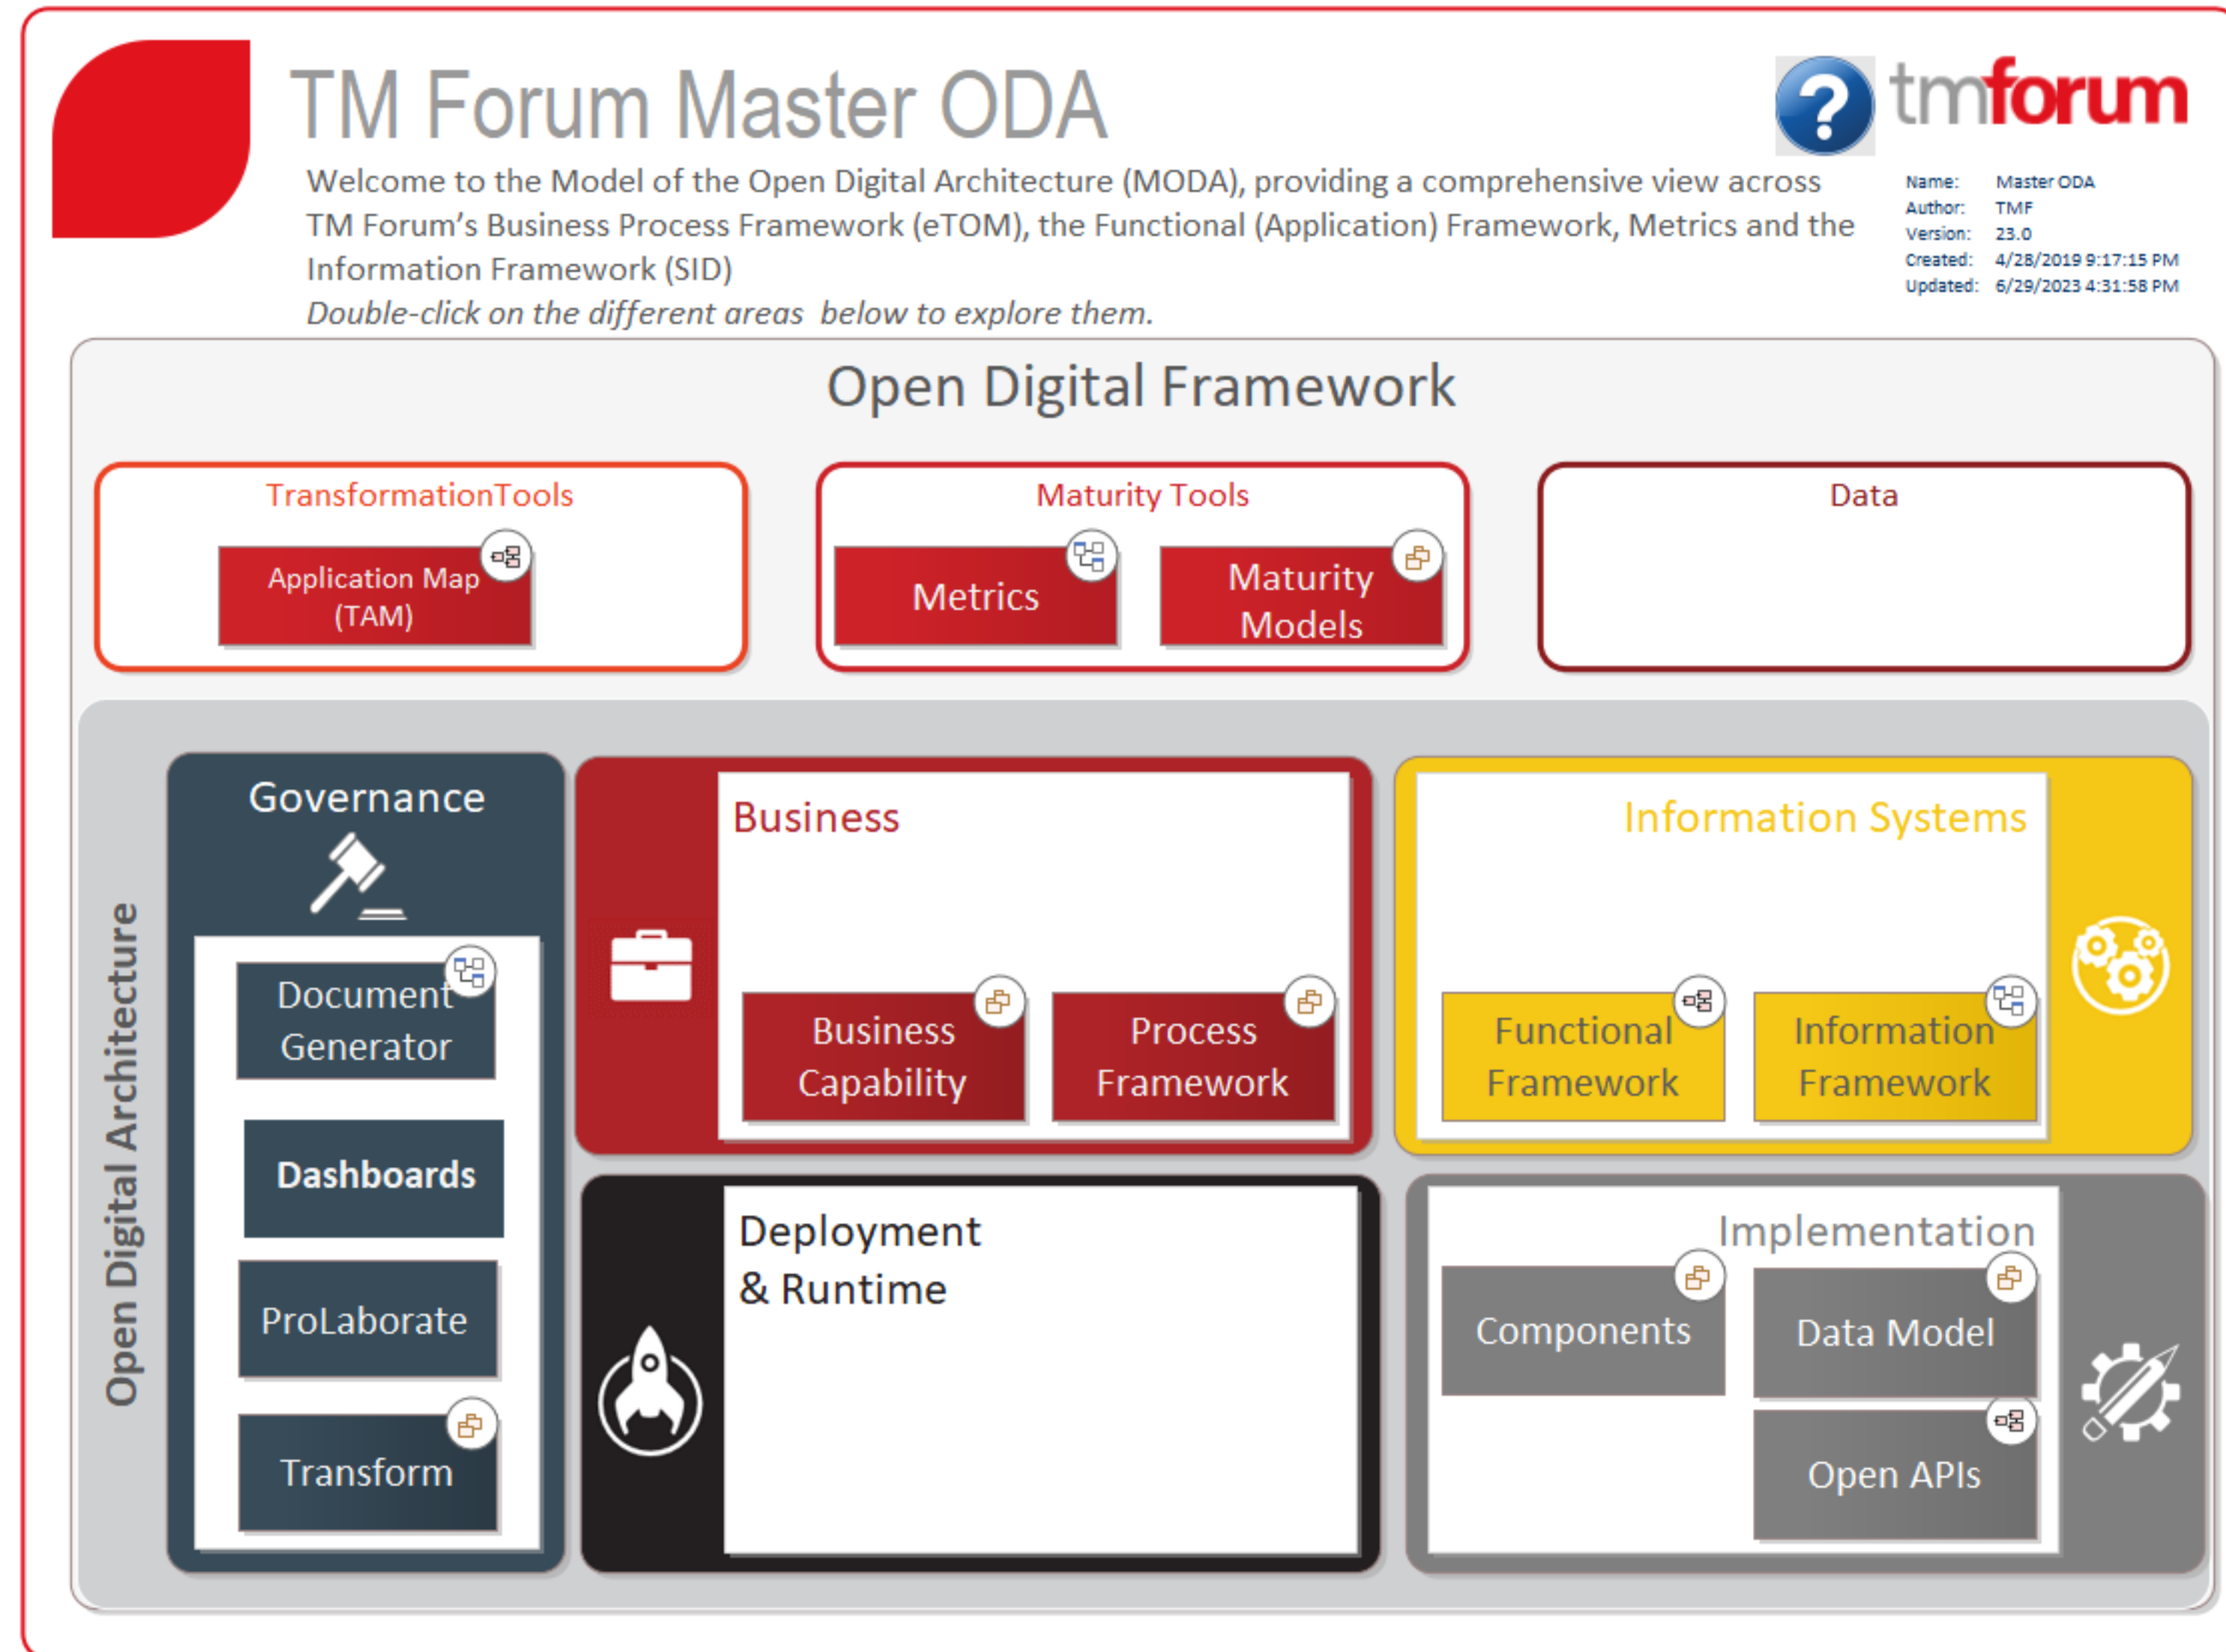 TM Forum Master ODA
tmforum
Welcome to the Model of the Open Digital Architecture (MODA), providing a comprehensive view across
TM Forum's Business Process Framework (eTOM), the Functional (Application) Framework, Metrics and the
Information Framework (SID)
Double-click on the different areas below to explore them.
Name: Master ODA
Author: TMF
Version: 23.0
Created: 4/28/2019 9:17:15 PM
Updated: 6/29/2023 4:31:58 PM
Open Digital Framework
TransformationTools
Application Map
(TAM)
Maturity Tools
Metrics
Maturity
Models
Data
Open Digital Architecture
Governance
Document
Generator
Dashboards
ProLaborate
Transform
Business
Business
Capability
Process
Framework
Information Systems
Functional
Framework
Information
Framework
Deployment
& Runtime
Implementation
Components
Data Model
Open APIs